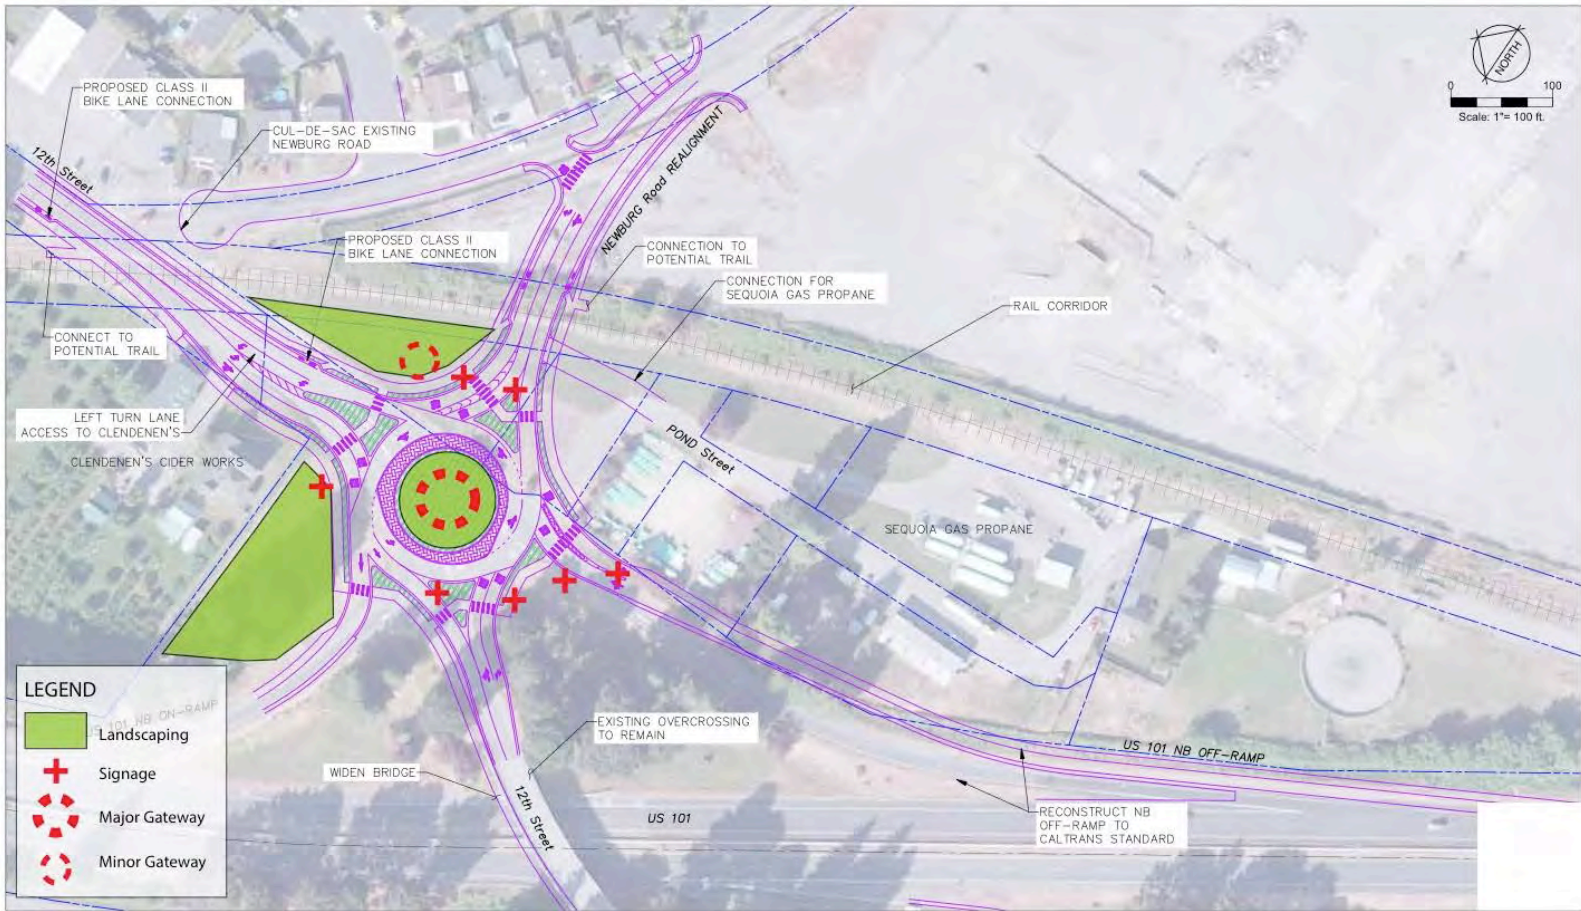 NORTH
0 100
Scale: 1"= 100 ft.
PROPOSED CLASS II
BIKE LANE CONNECTION
CUL-DE-SAC EXISTING
NEWBURG ROAD
12th Street
NEWBURG Road REALIGNMENT
PROPOSED CLASS II
BIKE LANE CONNECTION
CONNECTION TO
POTENTIAL TRAIL
CONNECTION FOR
SEQUOIA GAS PROPANE
RAIL CORRIDOR
CONNECT TO
POTENTIAL TRAIL
LEFT TURN LANE
ACCESS TO CLENDENEN'S
CLENDENEN'S CIDER WORKS
POND Street
SEQUOIA GAS PROPANE
LEGEND
Landscaping
Signage
Major Gateway
Minor Gateway
US 101 NB ON-RAMP
EXISTING OVERCROSSING
TO REMAIN
WIDEN BRIDGE
12th Street
US 101
US 101 NB OFF-RAMP
RECONSTRUCT NB
OFF-RAMP TO
CALTRANS STANDARD